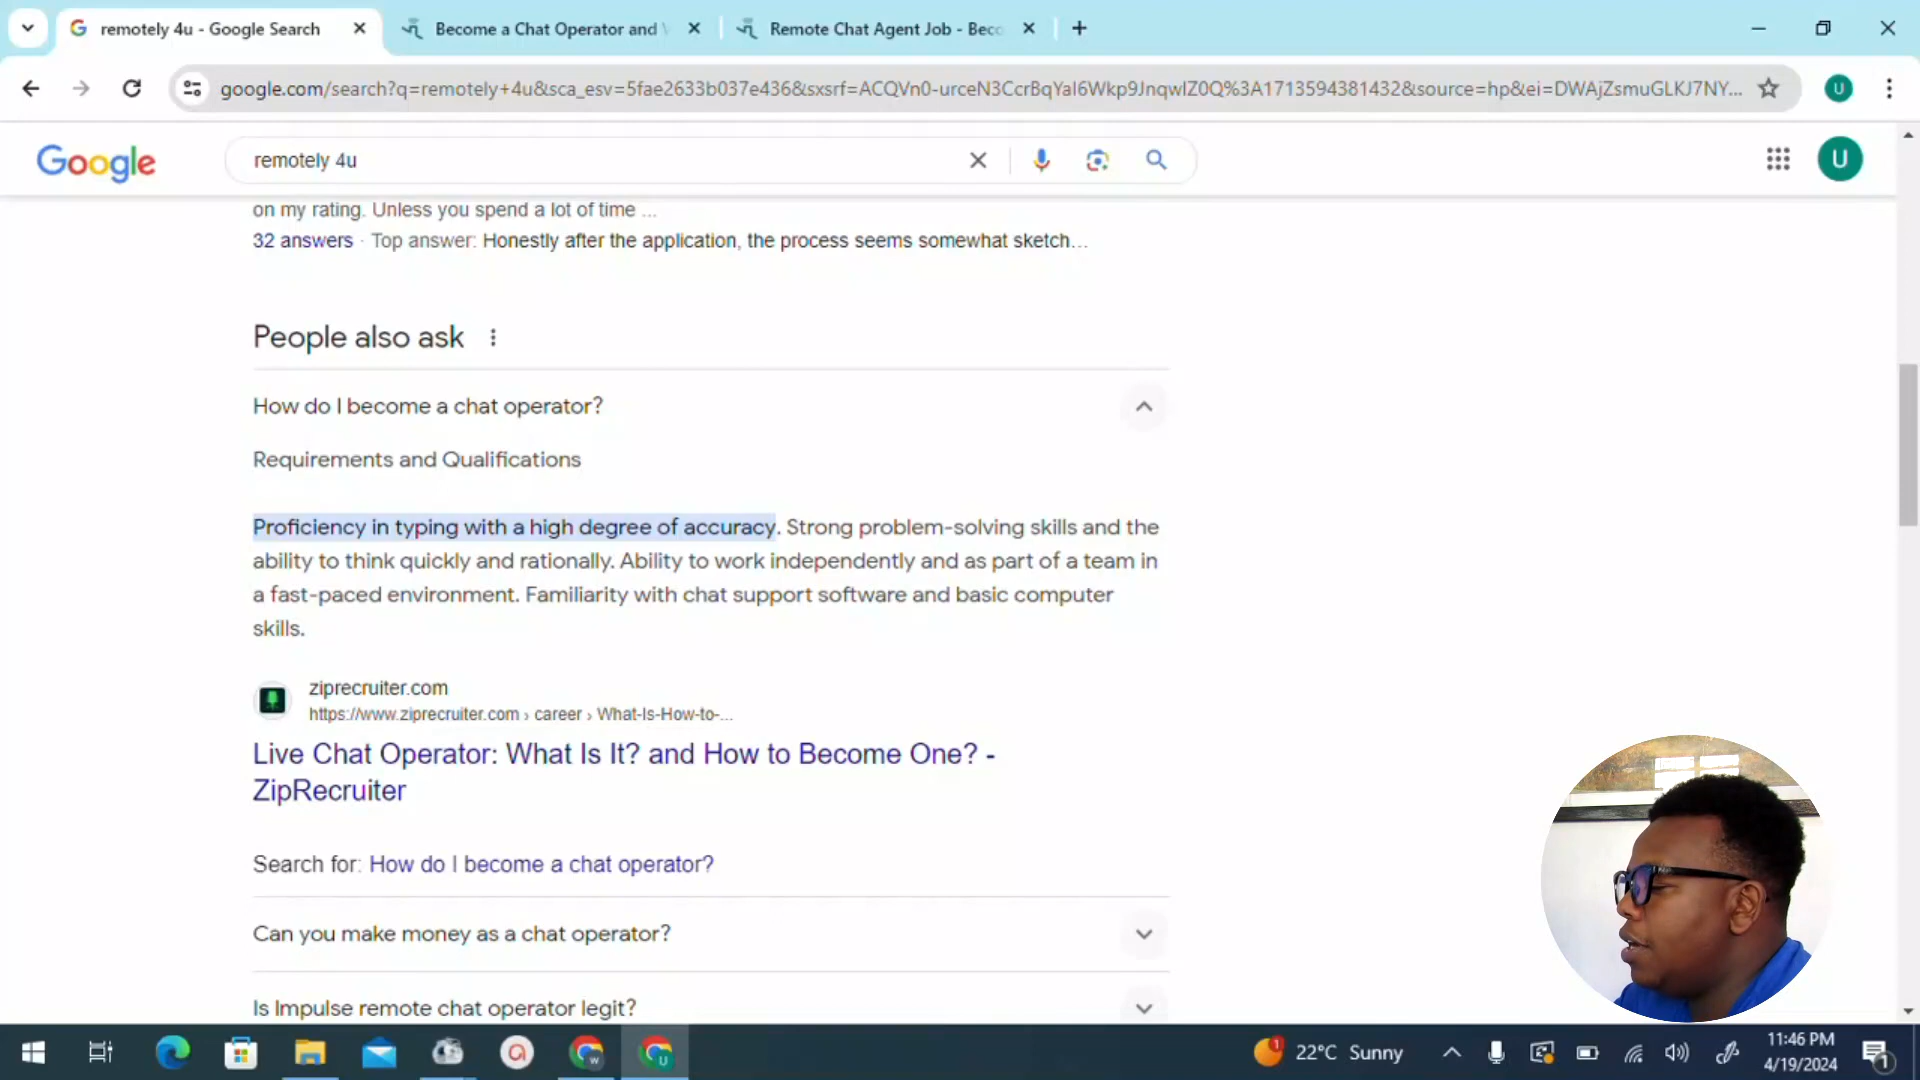 remotely 4u - Google Search
Become a Chat Operator and
Remote Chat Agent Job - Beco
google.com/search?q=remotely+4u&sca_esv=5fae2633b037e436&sxsrf=ACQVn0-urceN3CcrBqYal6Wkp9JnqwIZ0Q%3A1713594381432&source=hp&ei=DWAjZsmuGLKJ7NY...
U
Google
remotely 4u
U
on my rating. Unless you spend a lot of time ...
32 answers · Top answer: Honestly after the application, the process seems somewhat sketch...
People also ask
How do I become a chat operator?
Requirements and Qualifications
Proficiency in typing with a high degree of accuracy. Strong problem-solving skills and the
ability to think quickly and rationally. Ability to work independently and as part of a team in
a fast-paced environment. Familiarity with chat support software and basic computer
skills.
ziprecruiter.com
https://www.ziprecruiter.com › career › What-Is-How-to-...
Live Chat Operator: What Is It? and How to Become One? -
ZipRecruiter
Search for: How do I become a chat operator?
Can you make money as a chat operator?
Is Impulse remote chat operator legit?
1
22°C Sunny
11:46 PM
4/19/2024
1